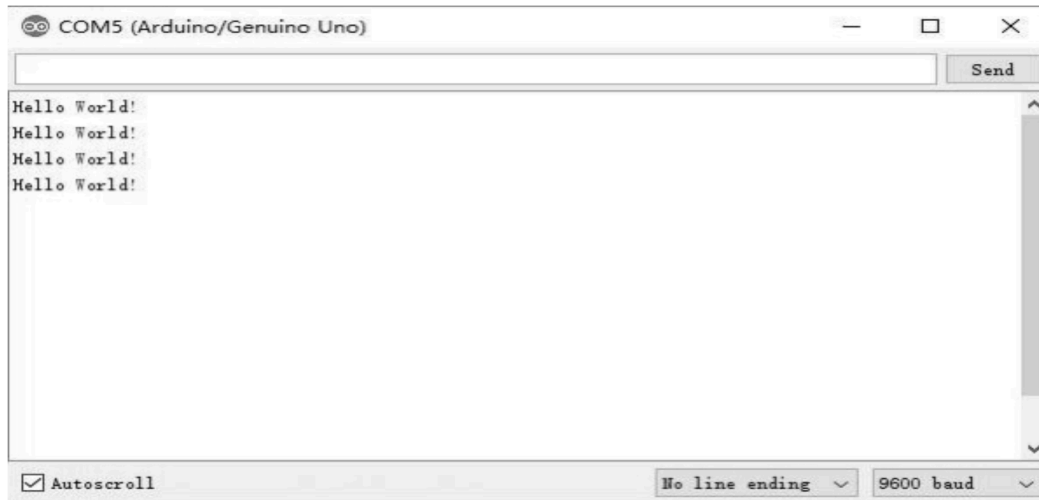 COM5 (Arduino/Genuino Uno)
Send
Hello World!
Hello World!
Hello World!
Hello World!
Autoscroll
No line ending
9600 baud